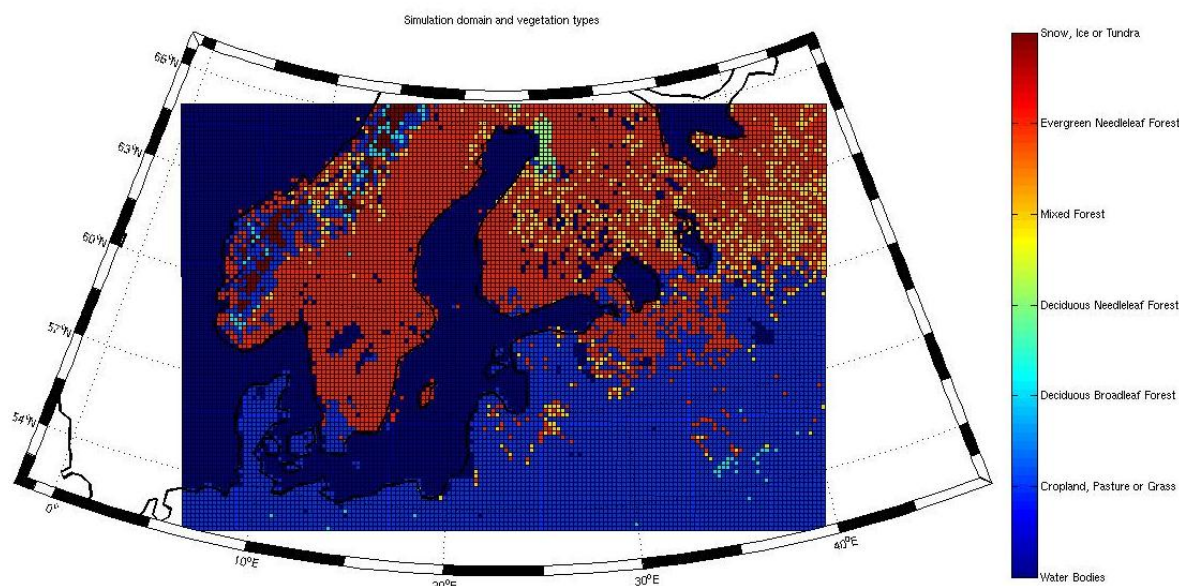 Simulation domain and vegetation types
66°N
63°N
60°N
57°N
54°N
0°
10°E
20°E
30°E
40°E
Snow, Ice or Tundra
Evergreen Needleleaf Forest
Mixed Forest
Deciduous Needleleaf Forest
Deciduous Broadleaf Forest
Cropland, Pasture or Grass
Water Bodies